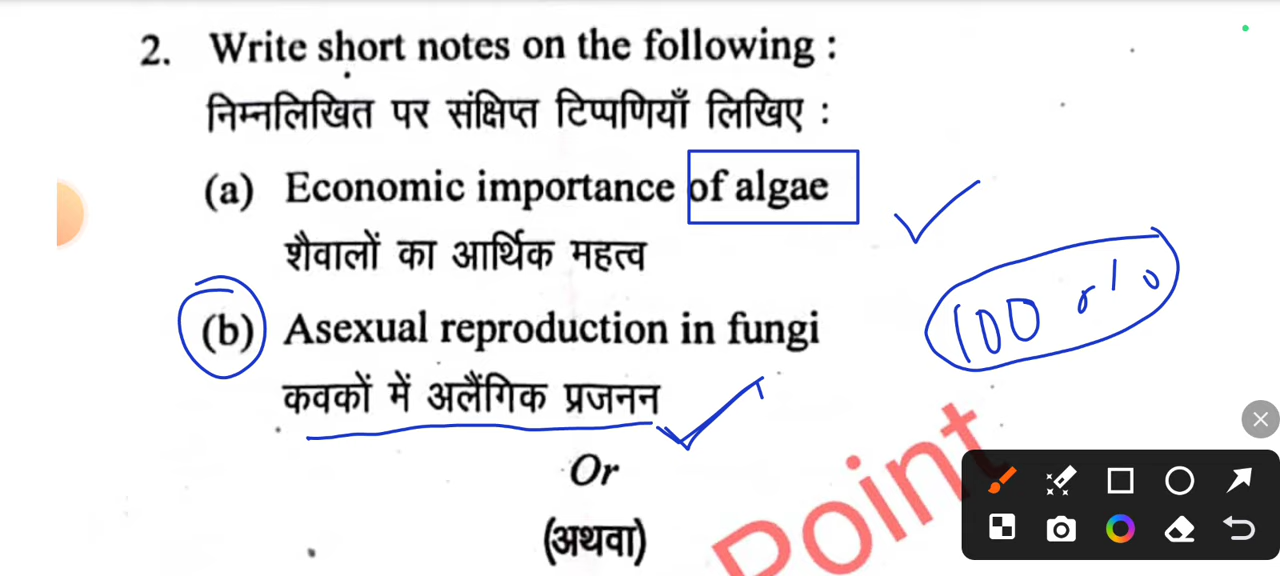 2. Write short notes on the following :
निम्नलिखित पर संक्षिप्त टिप्पणियाँ लिखिए :
(a) Economic importance of algae
शैवालों का आर्थिक महत्व
(b) Asexual reproduction in fungi
100 %
कवकों में अलैंगिक प्रजनन
Or
(अथवा)
Point